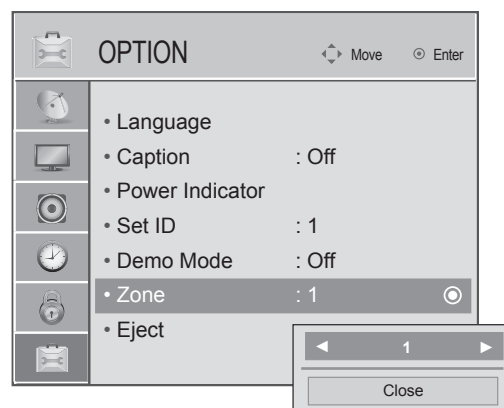 OPTION Move Enter
• Language
• Caption : Off
• Power Indicator
• Set ID : 1
• Demo Mode : Off
• Zone : 1
• Eject
◄ 1 ►
Close